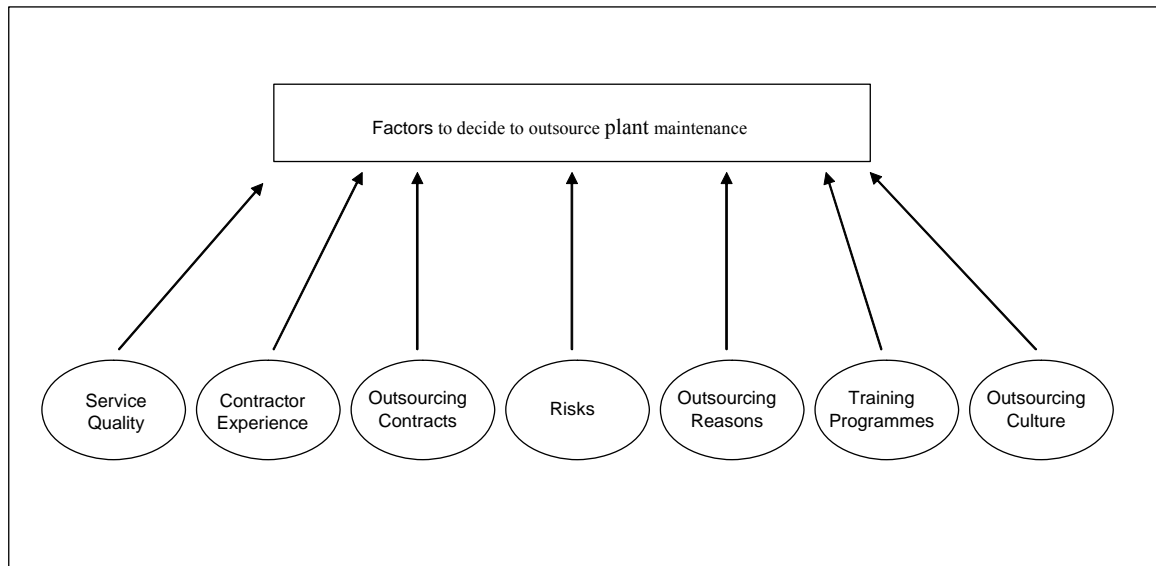 Factors to decide to outsource plant maintenance
Service
Quality
Contractor
Experience
Outsourcing
Contracts
Risks
Outsourcing
Reasons
Training
Programmes
Outsourcing
Culture